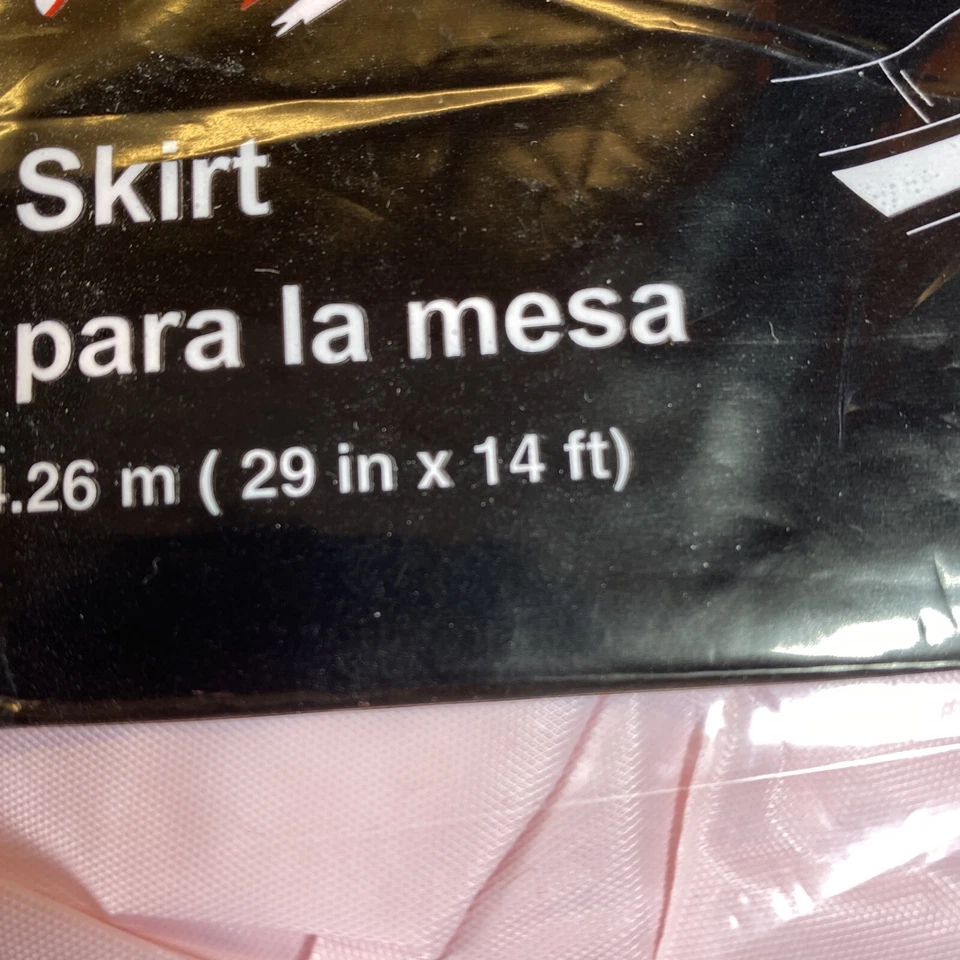 Skirt
para la mesa
.26 m ( 29 in x 14 ft)